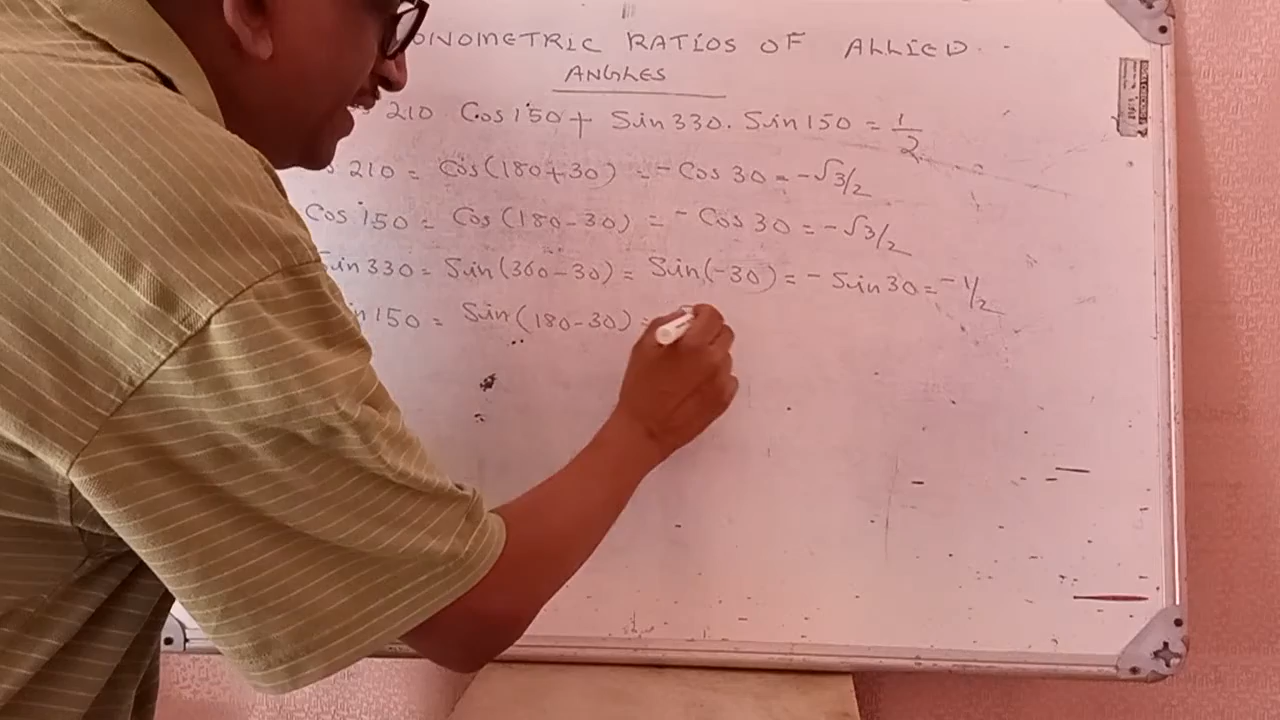 RATIOS OF ALLIED
ANGLES
210 Cos 150 + Sin 330. Sin 150 = 1/2
210 = Cos(180+30) = - Cos 30 = -√3/2
Cos 150 = Cos (180-30) = - Cos 30 = -√3/2
Sin 330 = Sin(360-30) = Sin(-30) = - Sin 30 = -1/2
150 = Sin(180-30) =